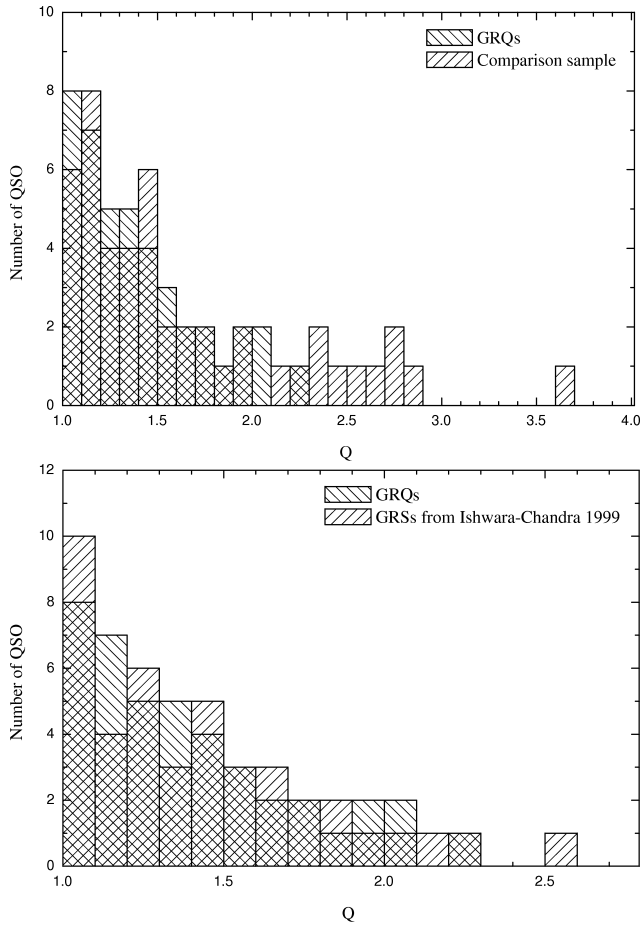 10
GRQs
Comparison sample
8
6
4
2
0
Number of QSO
1.0 1.5 2.0 2.5 3.0 3.5 4.0
Q
12
GRQs
GRSs from Ishwara-Chandra 1999
10
8
6
4
2
0
Number of QSO
1.0 1.5 2.0 2.5
Q